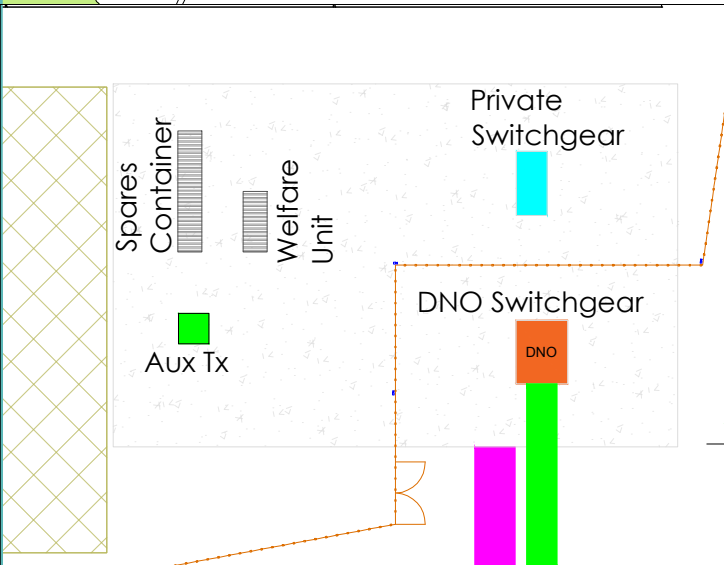 Private
Switchgear
Spares
Container
Welfare
Unit
DNO Switchgear
DNO
Aux Tx